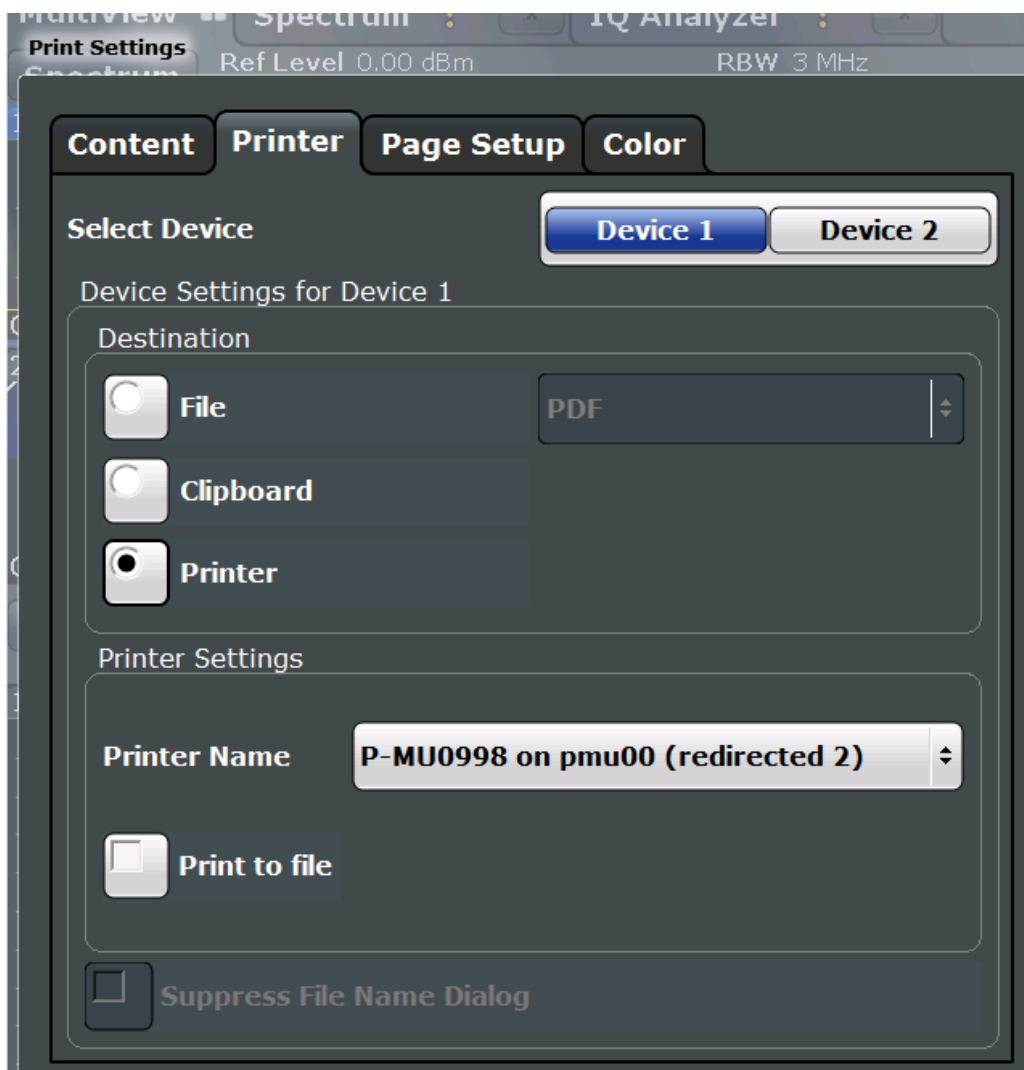 MultiView Spectrum IQ Analyzer
Print Settings
Spectrum Ref Level 0.00 dBm RBW 3 MHz
Content Printer Page Setup Color
Select Device Device 1 Device 2
Device Settings for Device 1
Destination
File PDF
Clipboard
Printer
Printer Settings
Printer Name P-MU0998 on pmu00 (redirected 2)
Print to file
Suppress File Name Dialog